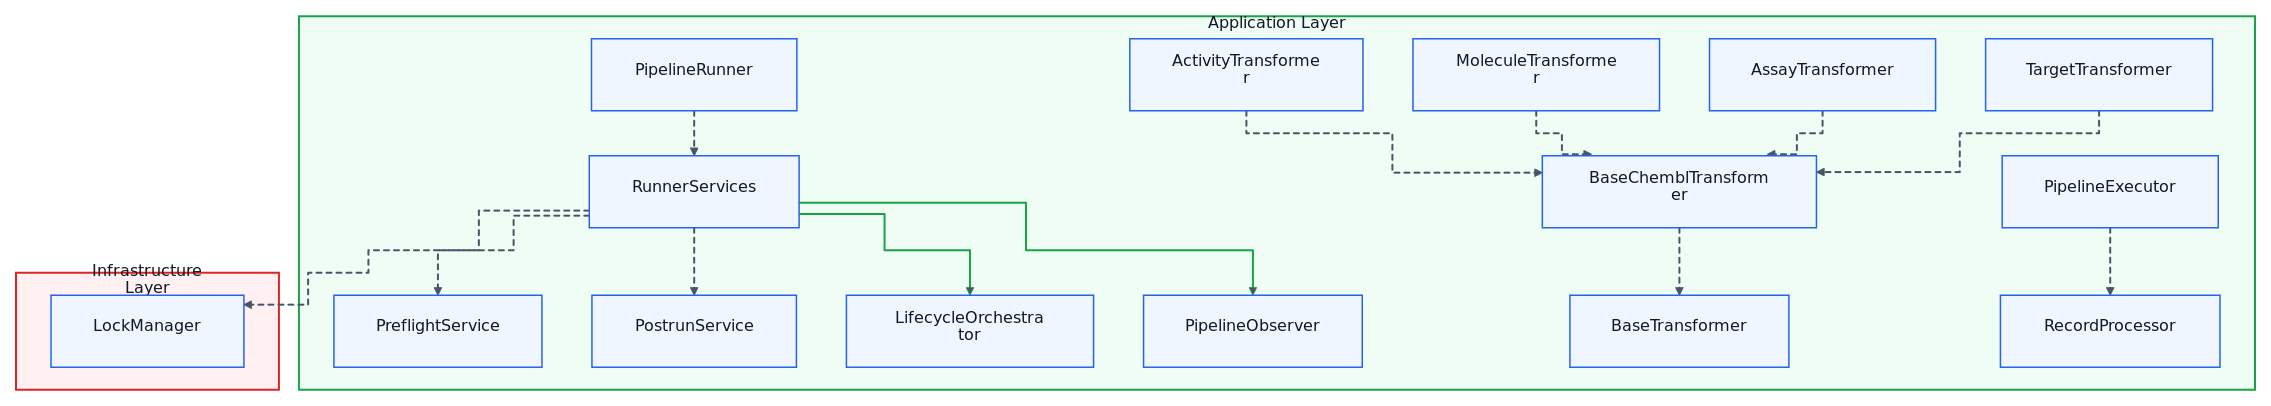 Application Layer
PipelineRunner
ActivityTransforme
r
MoleculeTransforme
r
AssayTransformer
TargetTransformer
RunnerServices
BaseChemblTransform
er
PipelineExecutor
Infrastructure
Layer
LockManager
PreflightService
PostrunService
LifecycleOrchestra
tor
PipelineObserver
BaseTransformer
RecordProcessor